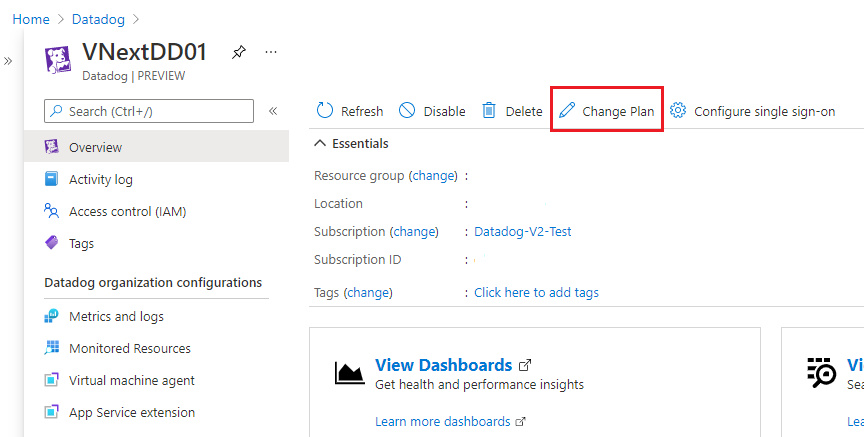 Home > Datadog >
VNextDD01
Datadog | PREVIEW
Search (Ctrl+/)
Overview
Activity log
Access control (IAM)
Tags
Datadog organization configurations
Metrics and logs
Monitored Resources
Virtual machine agent
App Service extension
Refresh Disable Delete Change Plan Configure single sign-on
Essentials
Resource group (change) :
Location :
Subscription (change) : Datadog-V2-Test
Subscription ID :
Tags (change) : Click here to add tags
View Dashboards
Get health and performance insights
Learn more dashboards